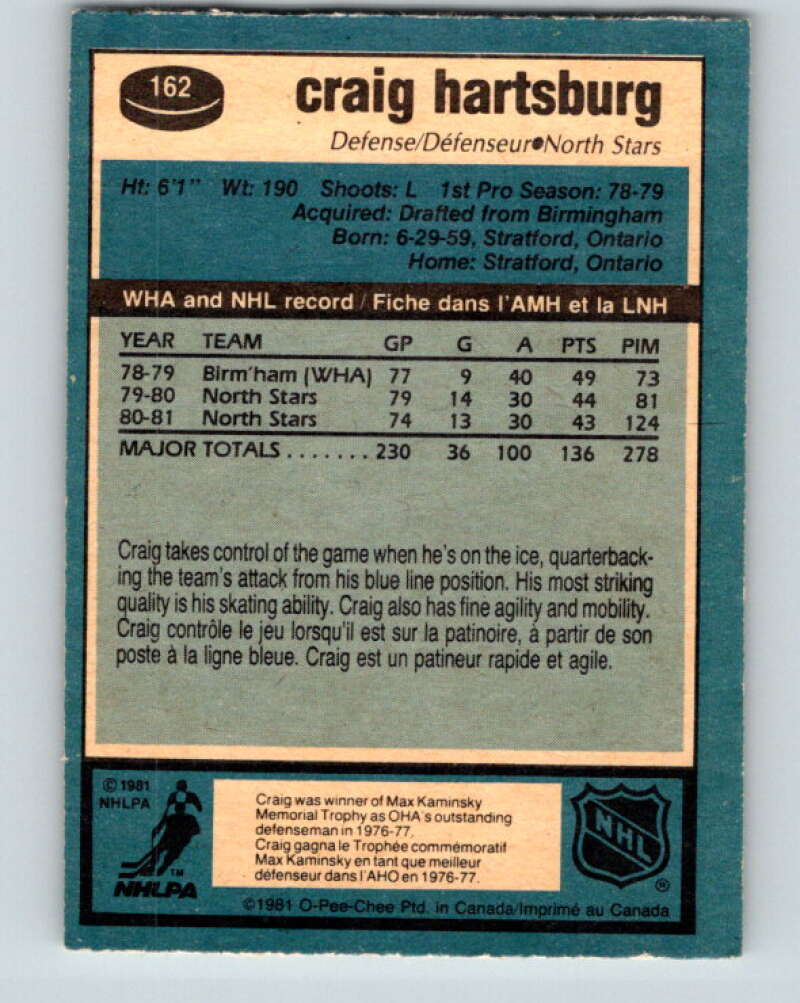 162
craig hartsburg
Defense/Défenseur•North Stars
Ht: 6'1" Wt: 190 Shoots: L 1st Pro Season: 78-79
Acquired: Drafted from Birmingham
Born: 6-29-59, Stratford, Ontario
Home: Stratford, Ontario
WHA and NHL record / Fiche dans l'AMH et la LNH
YEAR TEAM GP G A PTS PIM
78-79 Birm'ham (WHA) 77 9 40 49 73
79-80 North Stars 79 14 30 44 81
80-81 North Stars 74 13 30 43 124
MAJOR TOTALS ....... 230 36 100 136 278
Craig takes control of the game when he's on the ice, quarterback-
ing the team's attack from his blue line position. His most striking
quality is his skating ability. Craig also has fine agility and mobility.
Craig contrôle le jeu lorsqu'il est sur la patinoire, à partir de son
poste à la ligne bleue. Craig est un patineur rapide et agile.
© 1981
NHLPA
TM
NHLPA
Craig was winner of Max Kaminsky
Memorial Trophy as OHA's outstanding
defenseman in 1976-77.
Craig gagna le Trophée commémoratif
Max Kaminsky en tant que meilleur
défenseur dans l'AHO en 1976-77.
NHL
®
©1981 O-Pee-Chee Ptd. in Canada/Imprimé au Canada